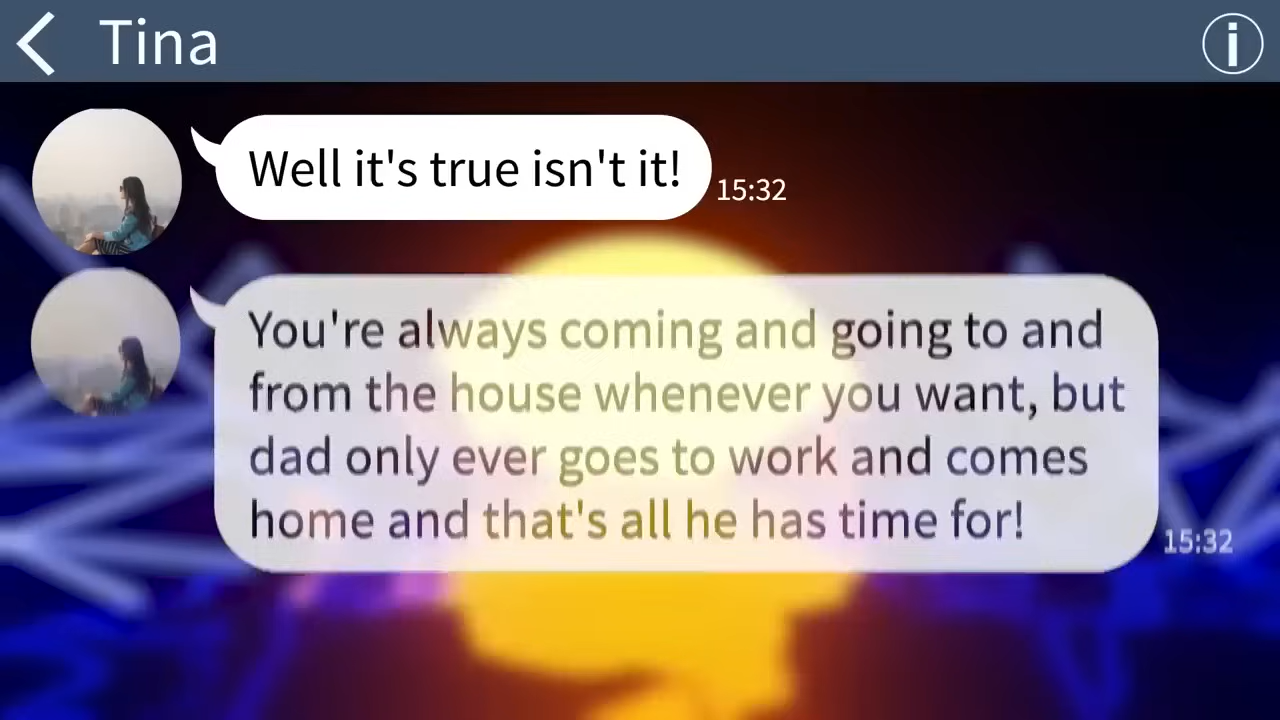 Tina
Well it's true isn't it!
15:32
You're always coming and going to and
from the house whenever you want, but
dad only ever goes to work and comes
home and that's all he has time for!
15:32